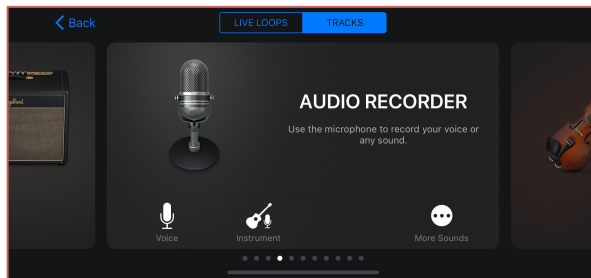 Back
LIVE LOOPS
TRACKS
AUDIO RECORDER
Use the microphone to record your voice or
any sound.
Voice
Instrument
More Sounds